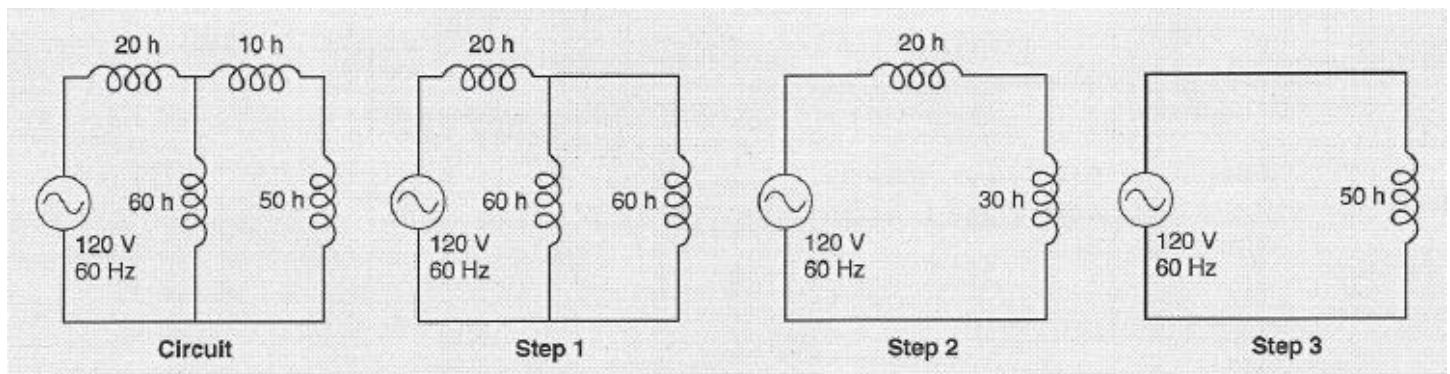 20 h
10 h
60 h
50 h
120 V
60 Hz
Circuit
20 h
60 h
60 h
120 V
60 Hz
Step 1
20 h
30 h
120 V
60 Hz
Step 2
50 h
120 V
60 Hz
Step 3